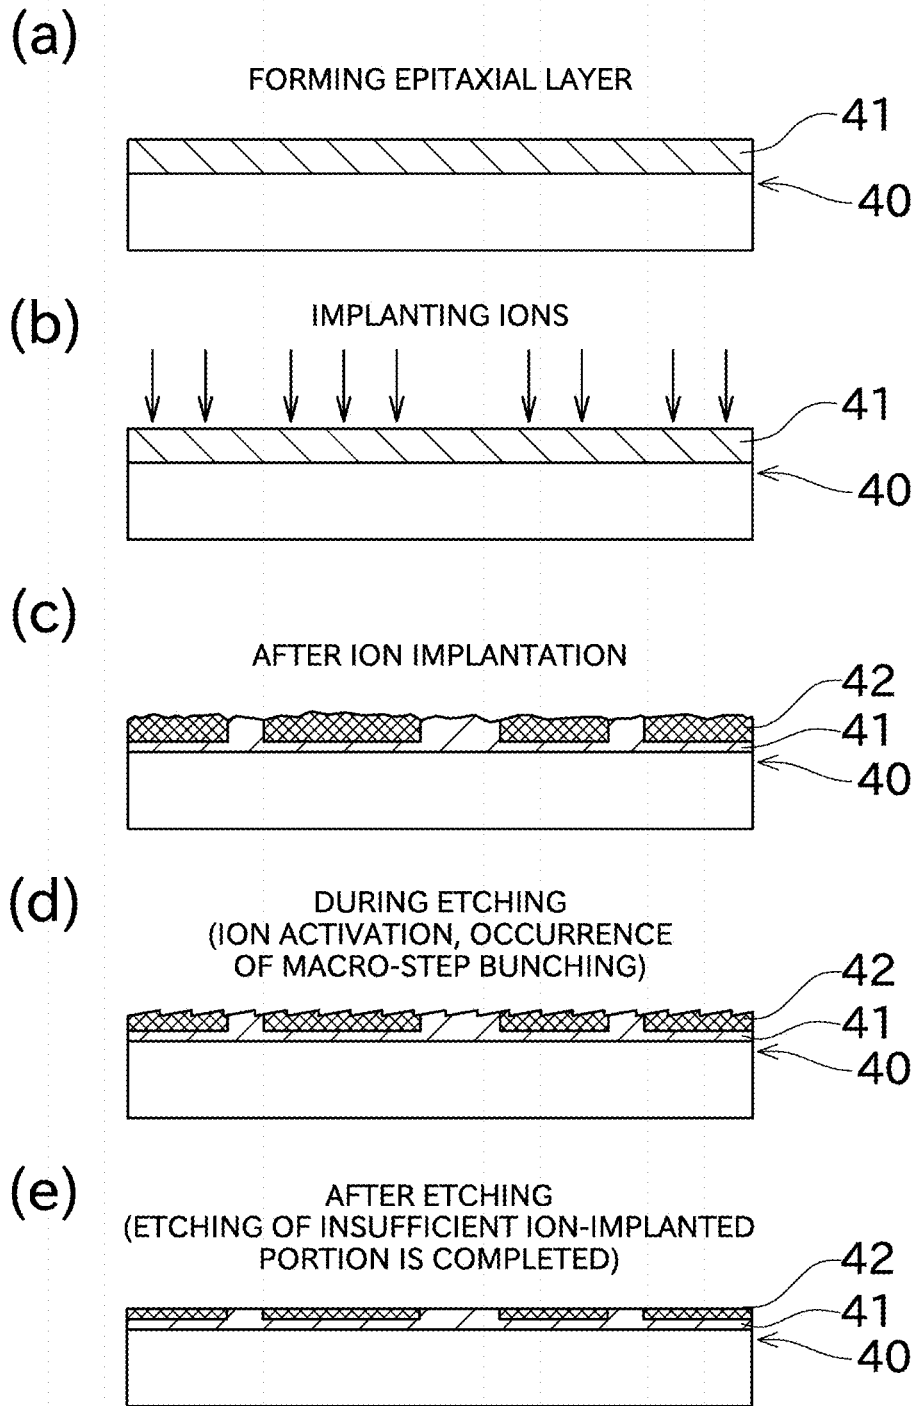 (a)
FORMING EPITAXIAL LAYER
41
40
(b)
IMPLANTING IONS
41
40
(c)
AFTER ION IMPLANTATION
42
41
40
(d)
DURING ETCHING
(ION ACTIVATION, OCCURRENCE
OF MACRO-STEP BUNCHING)
42
41
40
(e)
AFTER ETCHING
(ETCHING OF INSUFFICIENT ION-IMPLANTED
PORTION IS COMPLETED)
42
41
40